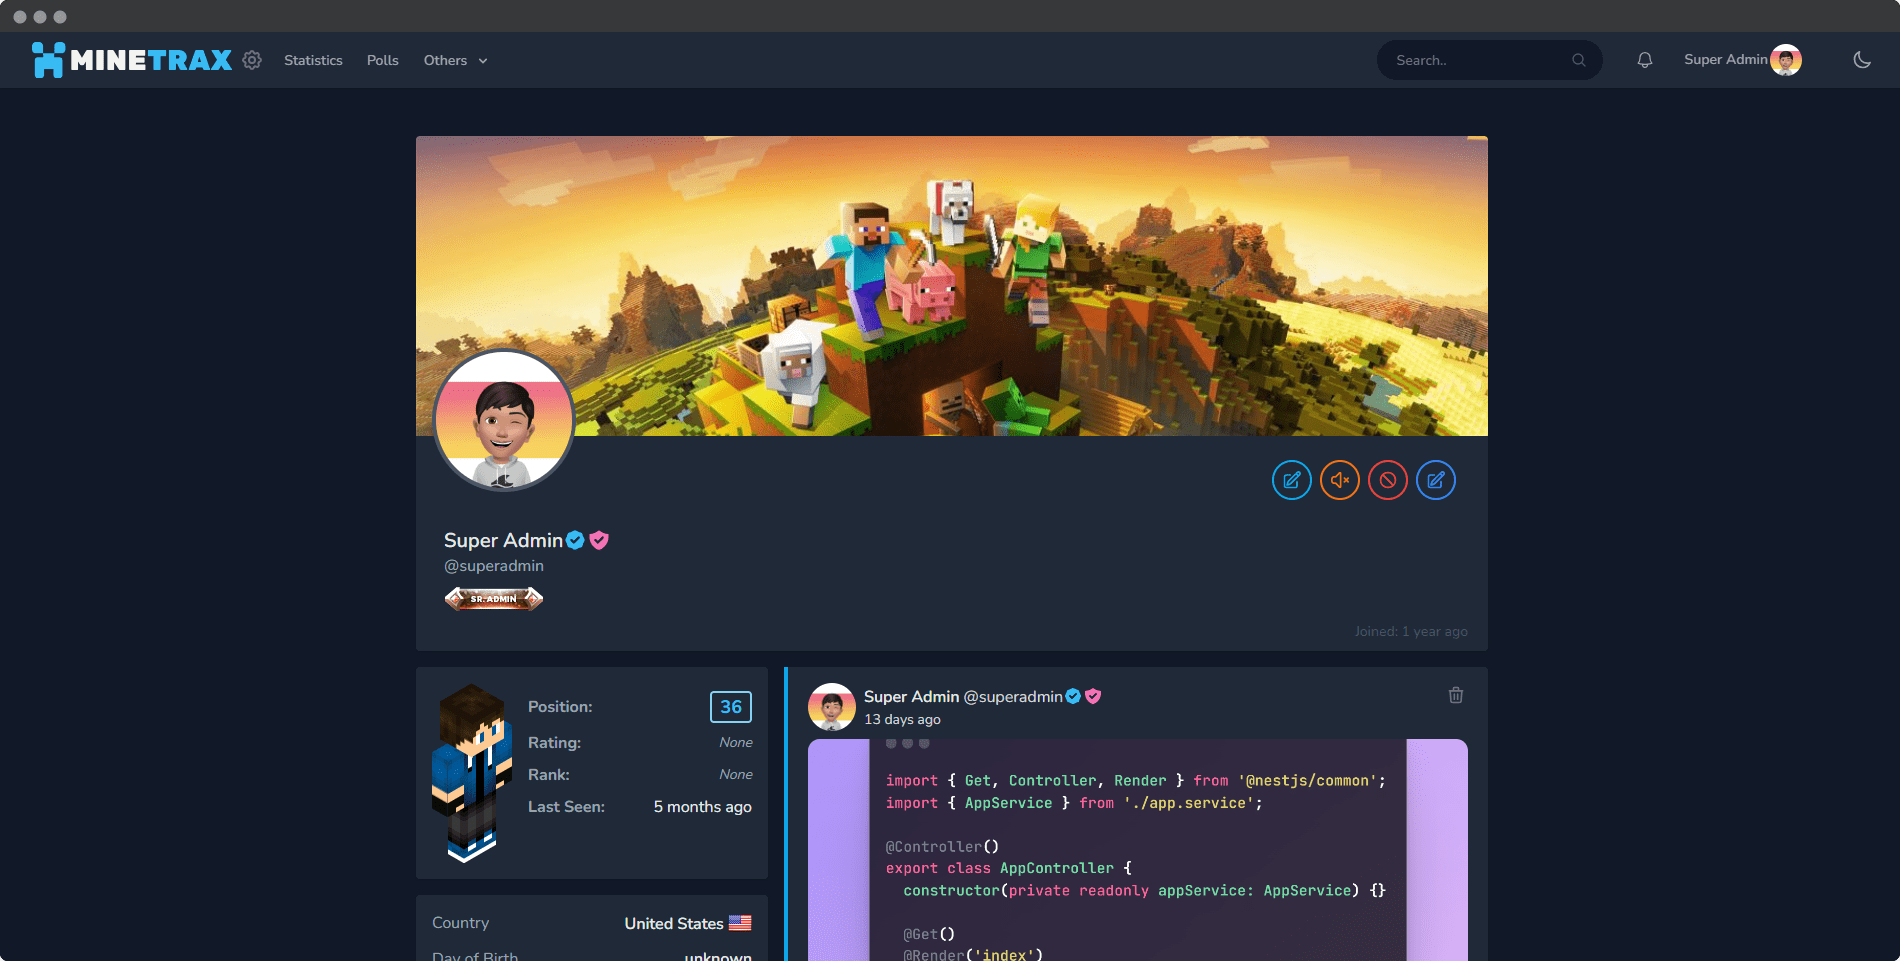 MINETRAX Statistics Polls Others Search.. Super Admin
Super Admin
@superadmin
SR.ADMIN
Joined: 1 year ago
Position: 36
Rating: None
Rank: None
Last Seen: 5 months ago
Country United States
Day of Birth unknown
Super Admin @superadmin
13 days ago
import { Get, Controller, Render } from '@nestjs/common';
import { AppService } from './app.service';
@Controller()
export class AppController {
constructor(private readonly appService: AppService) {}
@Get()
@Render('index')